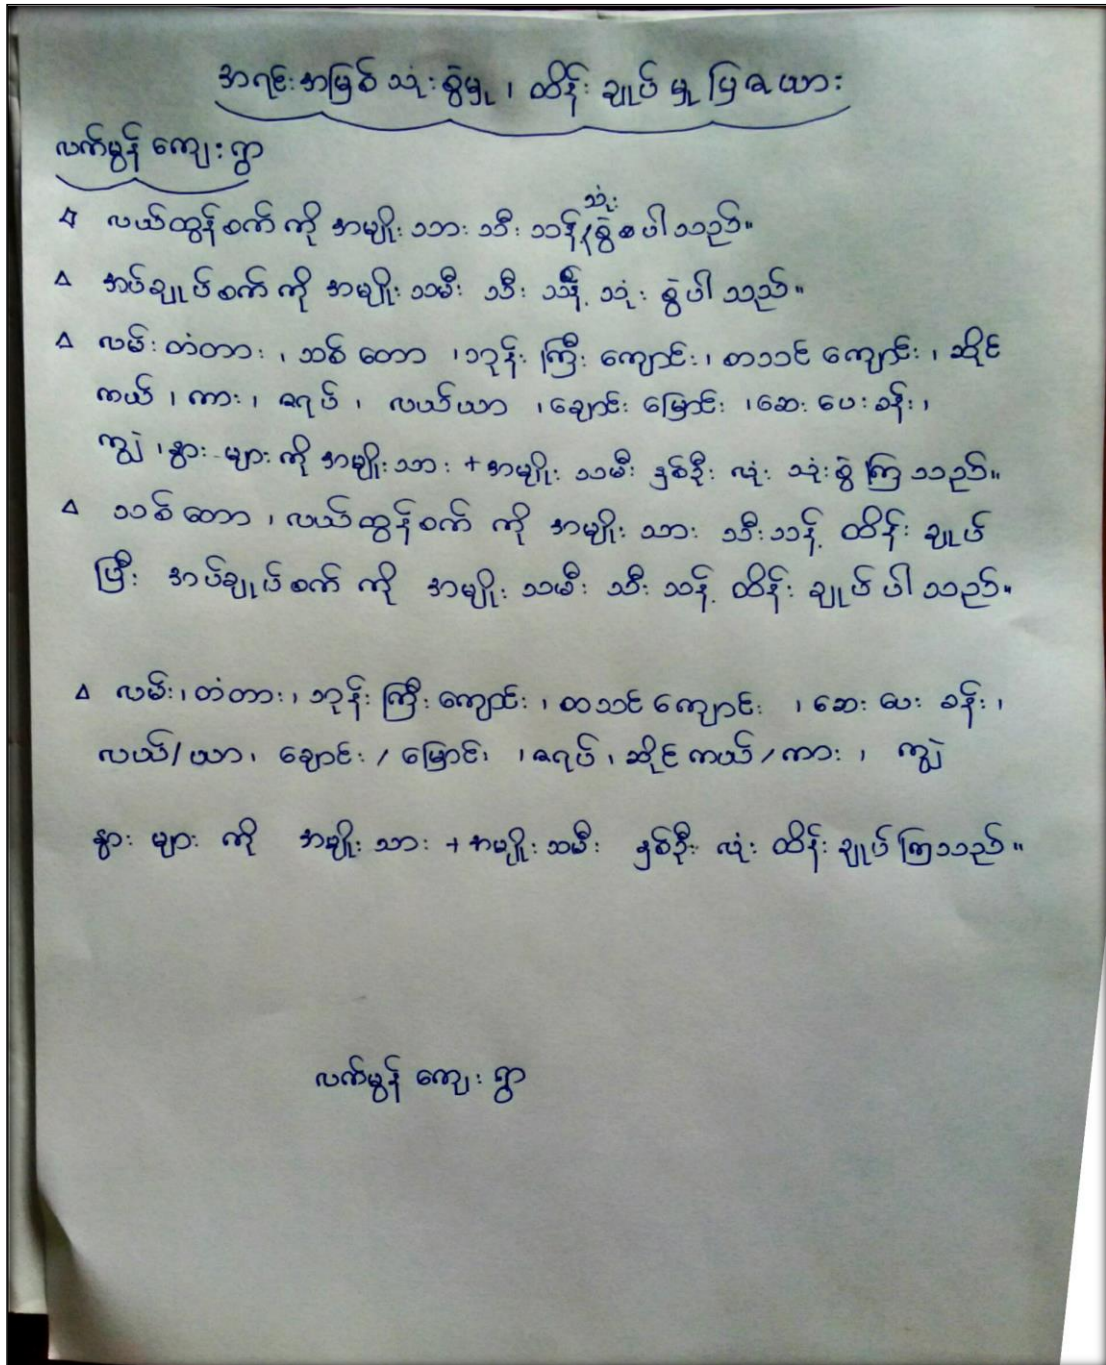 အရင်းအမြစ် သုံးစွဲမှု ၊ ထိန်းချုပ်မှု ပြဇယား
လက်မွန် ကျေးရွာ
လယ်ထွန်စက် ကို အမျိုးသား သီးသန့် သုံးစွဲစပါသည်။
အပ်ချုပ်စက် ကို အမျိုးသမီး သီးသန့် သုံးစွဲပါသည်။
လမ်းတံတား ၊ သစ်တော ၊ ဘုန်းကြီးကျောင်း ၊ စာသင်ကျောင်း ၊ ဆိုင်
ကယ် ၊ ကား ၊ ဇရပ် ၊ လယ်ယာ ၊ ချောင်းမြောင်း ၊ ဆေးပေးခန်း ၊
ကျွဲ ၊ နွားများကို အမျိုးသား + အမျိုးသမီး နှစ်ဦးလုံး သုံးစွဲကြသည်။
သစ်တော ၊ လယ်ထွန်စက် ကို အမျိုးသား သီးသန့် ထိန်းချုပ်
ပြီး အပ်ချုပ်စက် ကို အမျိုးသမီး သီးသန့် ထိန်းချုပ်ပါသည်။
လမ်း ၊ တံတား ၊ ဘုန်းကြီးကျောင်း ၊ စာသင်ကျောင်း ၊ ဆေးပေးခန်း ၊
လယ်/ယာ ၊ ချောင်း / မြောင်း ၊ ဇရပ် ၊ ဆိုင်ကယ်/ကား ၊ ကျွဲ
နွားများ ကို အမျိုးသား + အမျိုးသမီး နှစ်ဦးလုံး ထိန်းချုပ်ကြသည်။
လက်မွန် ကျေးရွာ